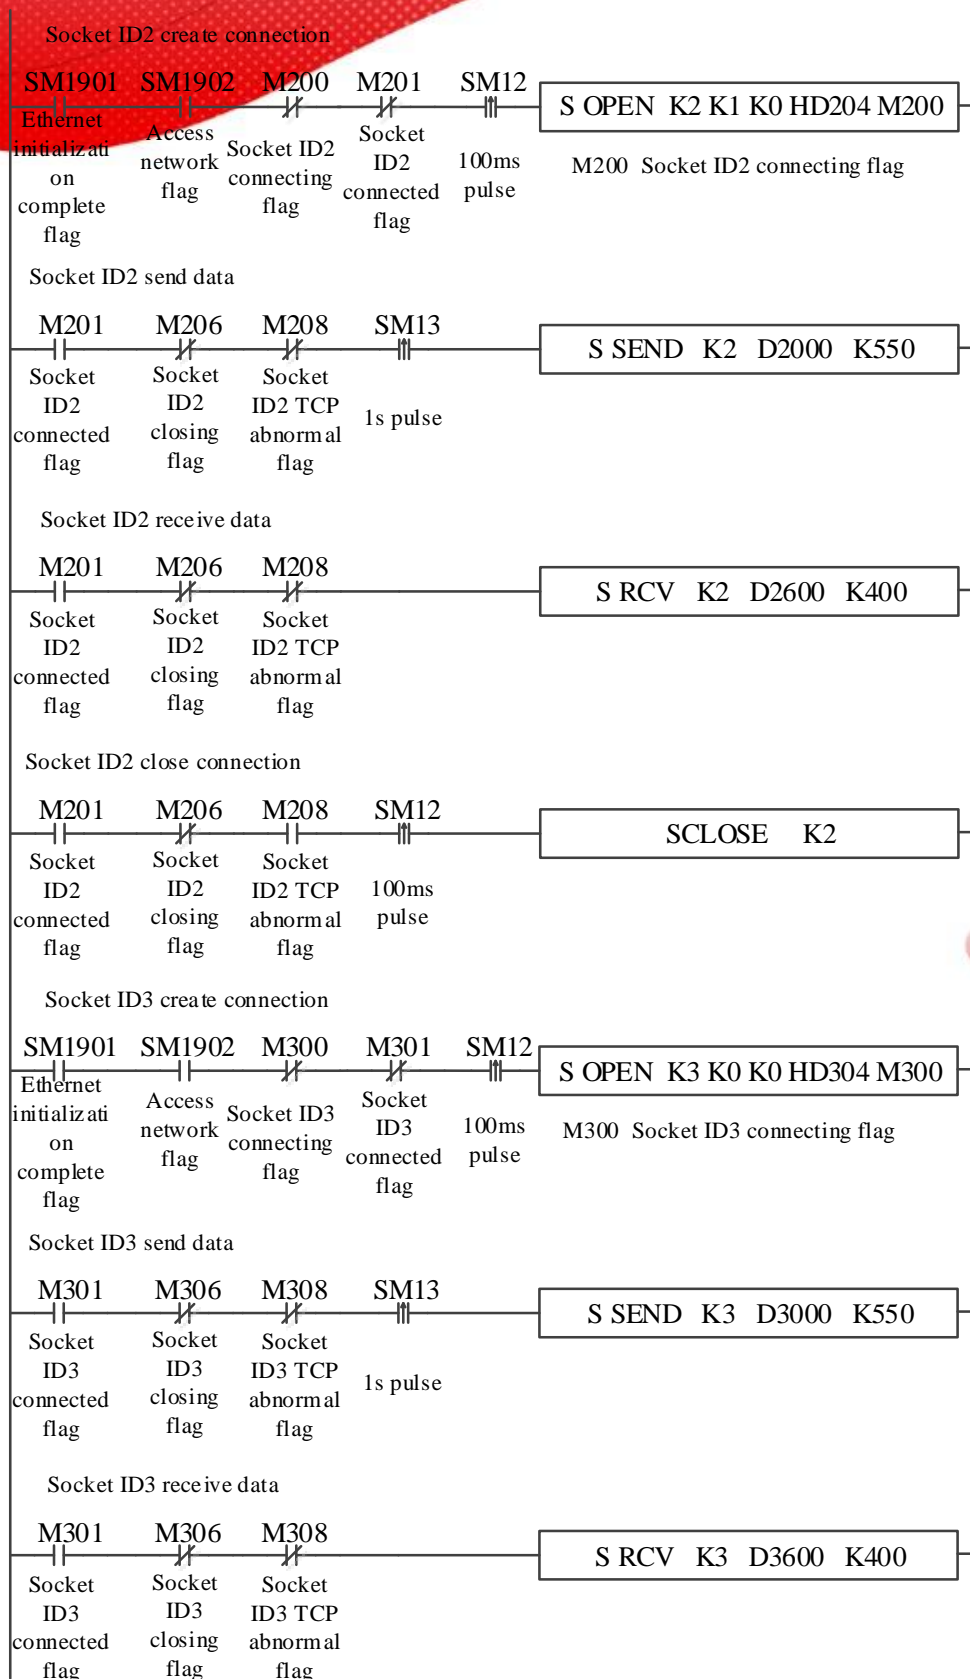 Socket ID2 create connection
SM1901 SM1902 M200 M201 SM12
S OPEN K2 K1 K0 HD204 M200
Ethernet
initializati
on
complete
flag
Access
network
flag
Socket ID2
connecting
flag
Socket
ID2
connected
flag
100ms
pulse
M200 Socket ID2 connecting flag
Socket ID2 send data
M201 M206 M208 SM13
S SEND K2 D2000 K550
Socket
ID2
connected
flag
Socket
ID2
closing
flag
Socket
ID2 TCP
abnormal
flag
1s pulse
Socket ID2 receive data
M201 M206 M208
S RCV K2 D2600 K400
Socket
ID2
connected
flag
Socket
ID2
closing
flag
Socket
ID2 TCP
abnormal
flag
Socket ID2 close connection
M201 M206 M208 SM12
SCLOSE K2
Socket
ID2
connected
flag
Socket
ID2
closing
flag
Socket
ID2 TCP
abnormal
flag
100ms
pulse
Socket ID3 create connection
SM1901 SM1902 M300 M301 SM12
S OPEN K3 K0 K0 HD304 M300
Ethernet
initializati
on
complete
flag
Access
network
flag
Socket ID3
connecting
flag
Socket
ID3
connected
flag
100ms
pulse
M300 Socket ID3 connecting flag
Socket ID3 send data
M301 M306 M308 SM13
S SEND K3 D3000 K550
Socket
ID3
connected
flag
Socket
ID3
closing
flag
Socket
ID3 TCP
abnormal
flag
1s pulse
Socket ID3 receive data
M301 M306 M308
S RCV K3 D3600 K400
Socket
ID3
connected
flag
Socket
ID3
closing
flag
Socket
ID3 TCP
abnormal
flag